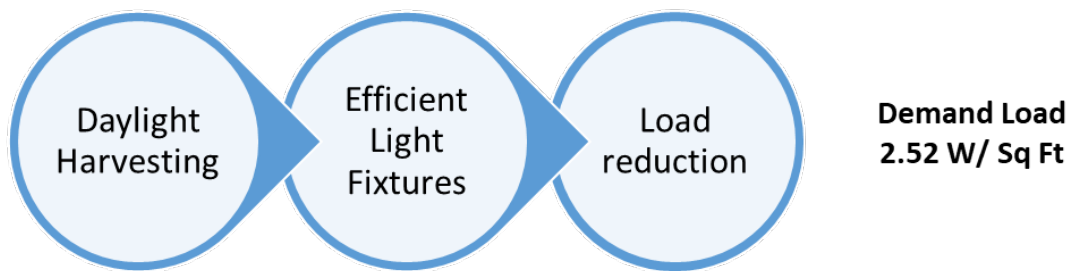 Daylight
Harvesting
Efficient
Light
Fixtures
Load
reduction
Demand Load
2.52 W/ Sq Ft